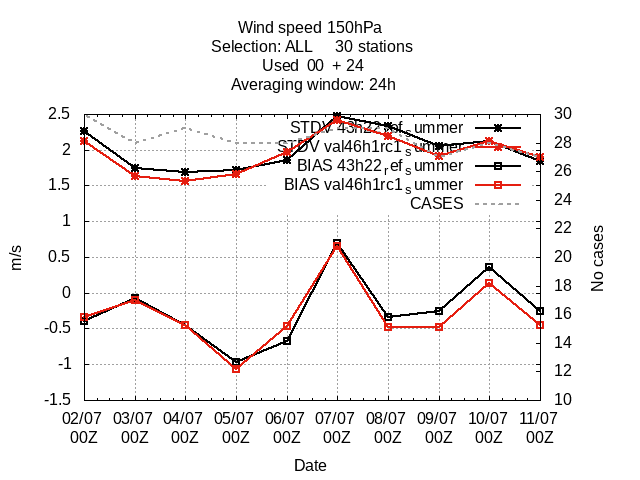 Wind speed 150hPa
Selection: ALL 30 stations
Used 00 + 24
Averaging window: 24h
2.5
2
1.5
1
0.5
0
-0.5
-1
-1.5
m/s
30
28
26
24
22
20
18
16
14
12
10
No cases
STDV 43h22_ref_summer
STDV val46h1rc1_summer
BIAS 43h22_ref_summer
BIAS val46h1rc1_summer
CASES
02/07 03/07 04/07 05/07 06/07 07/07 08/07 09/07 10/07 11/07
00Z 00Z 00Z 00Z 00Z 00Z 00Z 00Z 00Z 00Z
Date